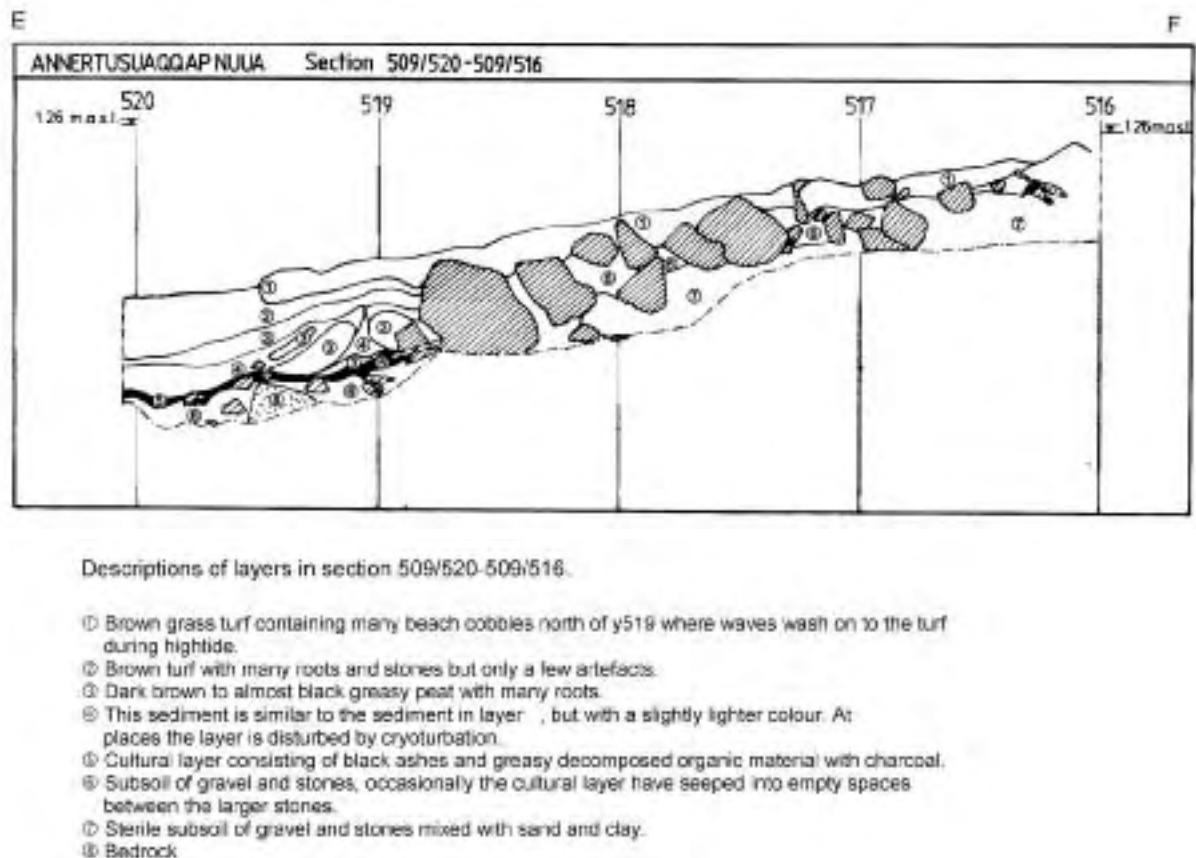 E F
ANNERTUSUAQQAP NUUA Section 509/520-509/516
520 519 518 517 516
126 m a.s.l. 126 m a s l
Descriptions of layers in section 509/520-509/516.
① Brown grass turf containing many beach cobbles north of y519 where waves wash on to the turf
during hightide.
② Brown turf with many roots and stones but only a few artefacts.
③ Dark brown to almost black greasy peat with many roots.
④ This sediment is similar to the sediment in layer , but with a slightly lighter colour. At
places the layer is disturbed by cryoturbation.
⑤ Cultural layer consisting of black ashes and greasy decomposed organic material with charcoal.
⑥ Subsoil of gravel and stones, occasionally the cultural layer have seeped into empty spaces
between the larger stones.
⑦ Sterile subsoil of gravel and stones mixed with sand and clay.
⑧ Bedrock